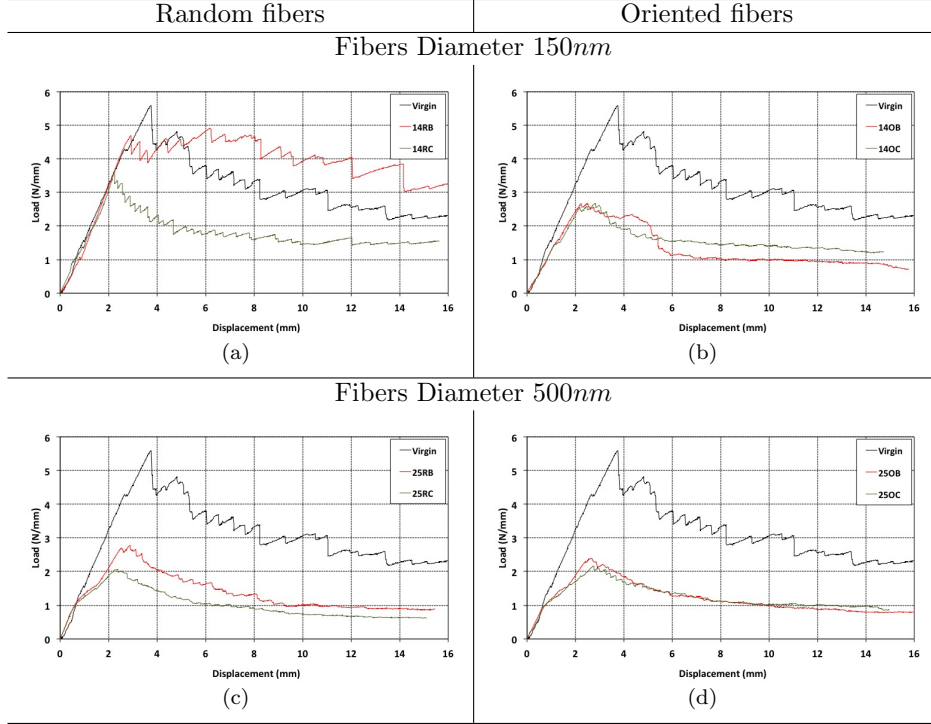 Random fibers
Oriented fibers
Fibers Diameter 150nm
6
5
4
3
2
1
0
Load (N/mm)
Virgin
14RB
14RC
0 2 4 6 8 10 12 14 16
Displacement (mm)
(a)
6
5
4
3
2
1
0
Load (N/mm)
Virgin
14OB
14OC
0 2 4 6 8 10 12 14 16
Displacement (mm)
(b)
Fibers Diameter 500nm
6
5
4
3
2
1
0
Load (N/mm)
Virgin
25RB
25RC
0 2 4 6 8 10 12 14 16
Displacement (mm)
(c)
6
5
4
3
2
1
0
Load (N/mm)
Virgin
25OB
25OC
0 2 4 6 8 10 12 14 16
Displacement (mm)
(d)